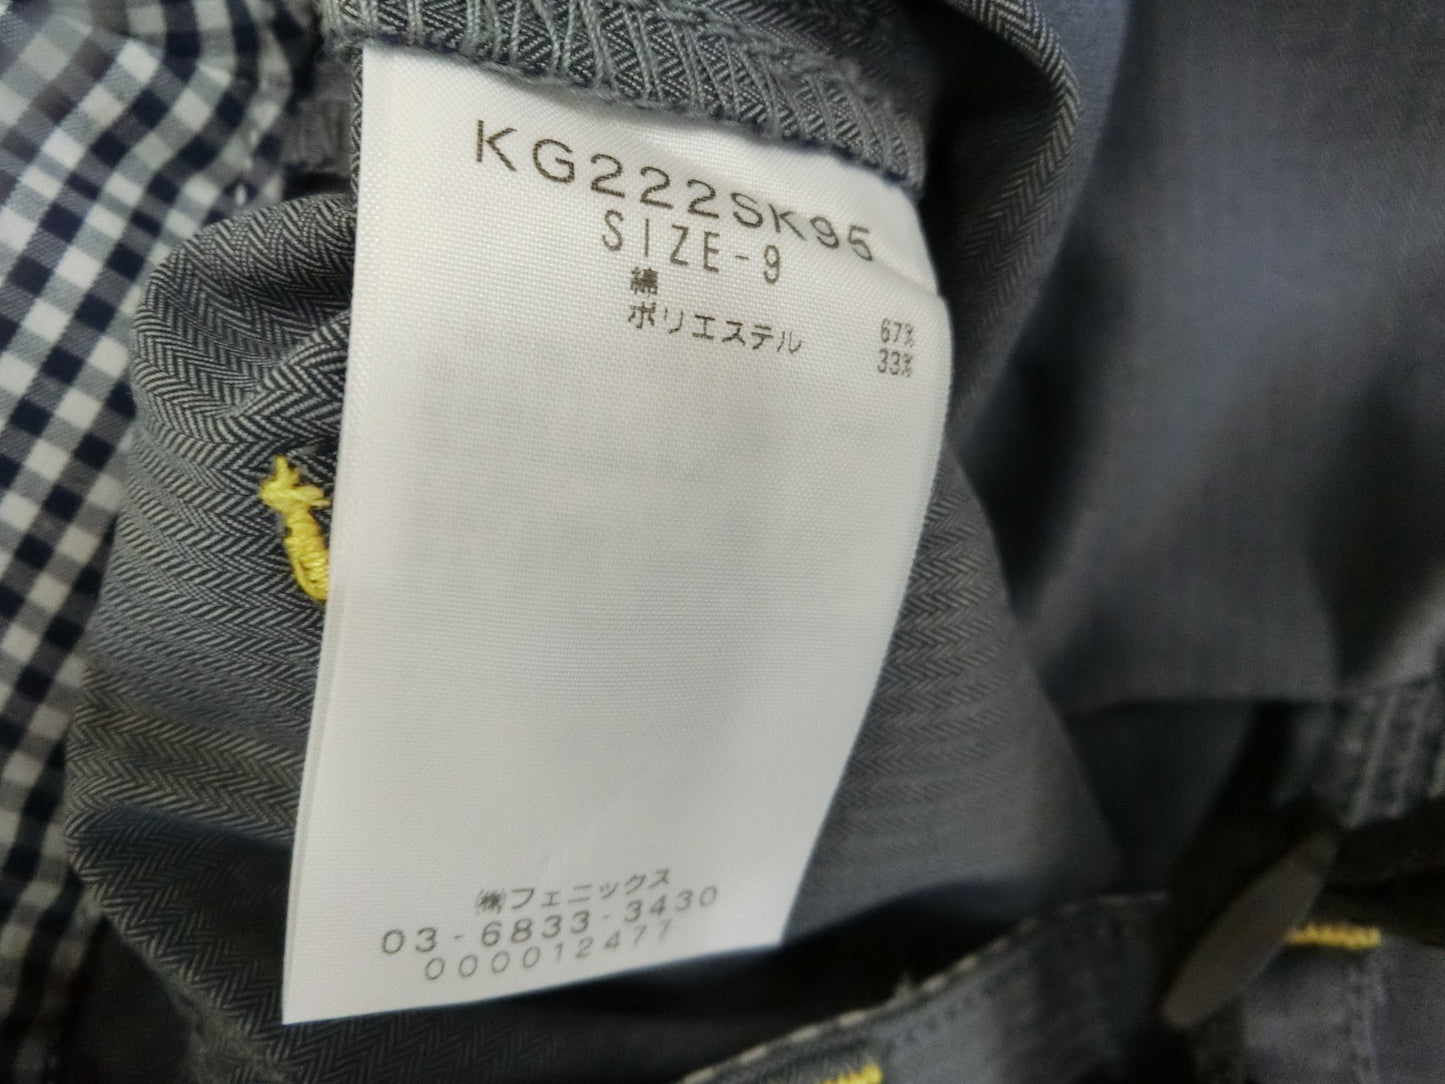 KG222SK95
SIZE-9
綿 67%
ポリエステル 33%
㈱フェニックス
03-6833-3430
000012477